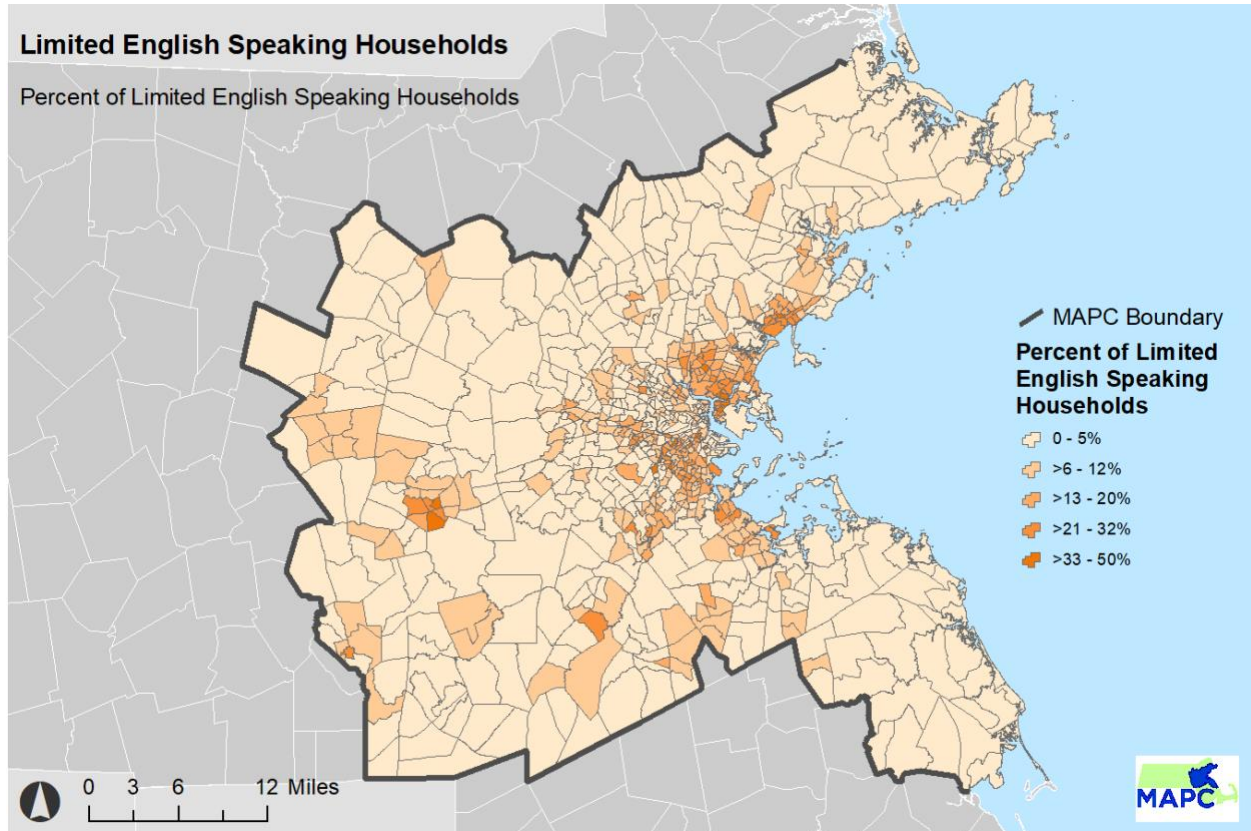 Limited English Speaking Households
Percent of Limited English Speaking Households
MAPC Boundary
Percent of Limited
English Speaking
Households
0 - 5%
>6 - 12%
>13 - 20%
>21 - 32%
>33 - 50%
0 3 6 12 Miles
MAPC